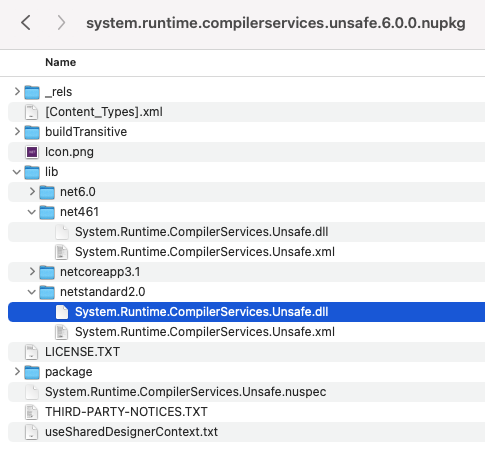 system.runtime.compilerservices.unsafe.6.0.0.nupkg
Name
_rels
[Content_Types].xml
buildTransitive
Icon.png
lib
net6.0
net461
System.Runtime.CompilerServices.Unsafe.dll
System.Runtime.CompilerServices.Unsafe.xml
netcoreapp3.1
netstandard2.0
System.Runtime.CompilerServices.Unsafe.dll
System.Runtime.CompilerServices.Unsafe.xml
LICENSE.TXT
package
System.Runtime.CompilerServices.Unsafe.nuspec
THIRD-PARTY-NOTICES.TXT
useSharedDesignerContext.txt